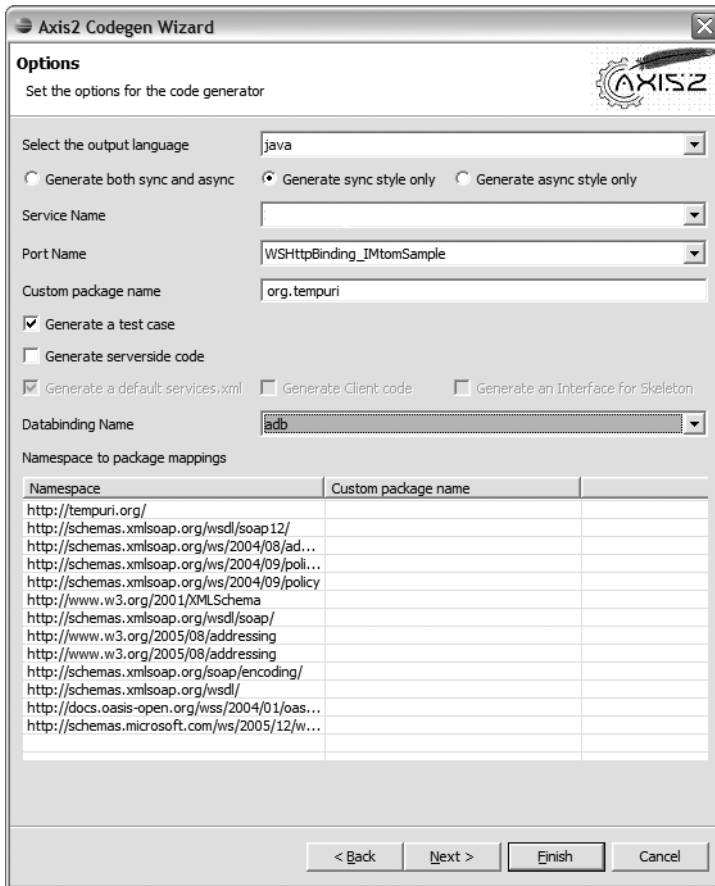 Axis2 Codegen Wizard
Options
Set the options for the code generator
AXIS2
Select the output language java
Generate both sync and async Generate sync style only Generate async style only
Service Name
Port Name WSHttpBinding_IMtomSample
Custom package name org.tempuri
Generate a test case
Generate serverside code
Generate a default services.xml Generate Client code Generate an Interface for Skeleton
Databinding Name adb
Namespace to package mappings
Namespace Custom package name
http://tempuri.org/
http://schemas.xmlsoap.org/wsdl/soap12/
http://schemas.xmlsoap.org/ws/2004/08/ad...
http://schemas.xmlsoap.org/ws/2004/09/poli...
http://schemas.xmlsoap.org/ws/2004/09/policy
http://www.w3.org/2001/XMLSchema
http://schemas.xmlsoap.org/wsdl/soap/
http://www.w3.org/2005/08/addressing
http://www.w3.org/2005/08/addressing
http://schemas.xmlsoap.org/soap/encoding/
http://schemas.xmlsoap.org/wsdl/
http://docs.oasis-open.org/wss/2004/01/oas...
http://schemas.microsoft.com/ws/2005/12/w...
< Back Next > Finish Cancel